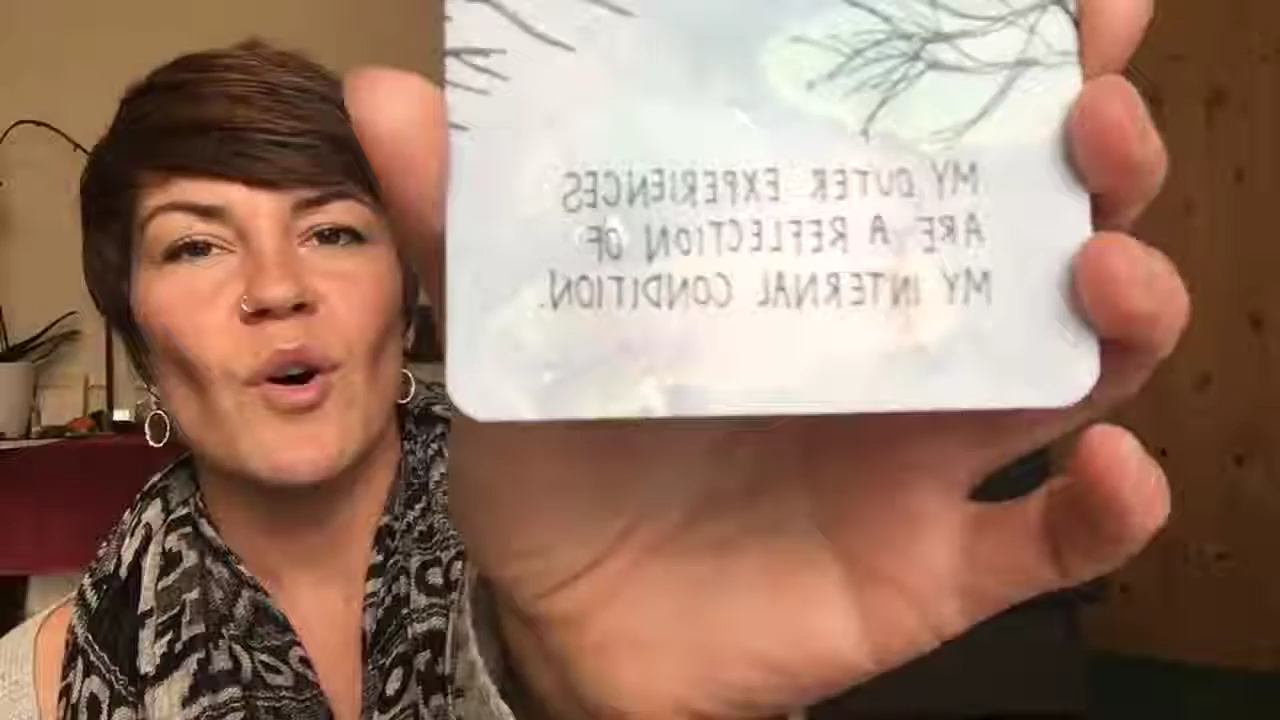 MY OUTER EXPERIENCES
ARE A REFLECTION OF
MY INTERNAL CONDITION.